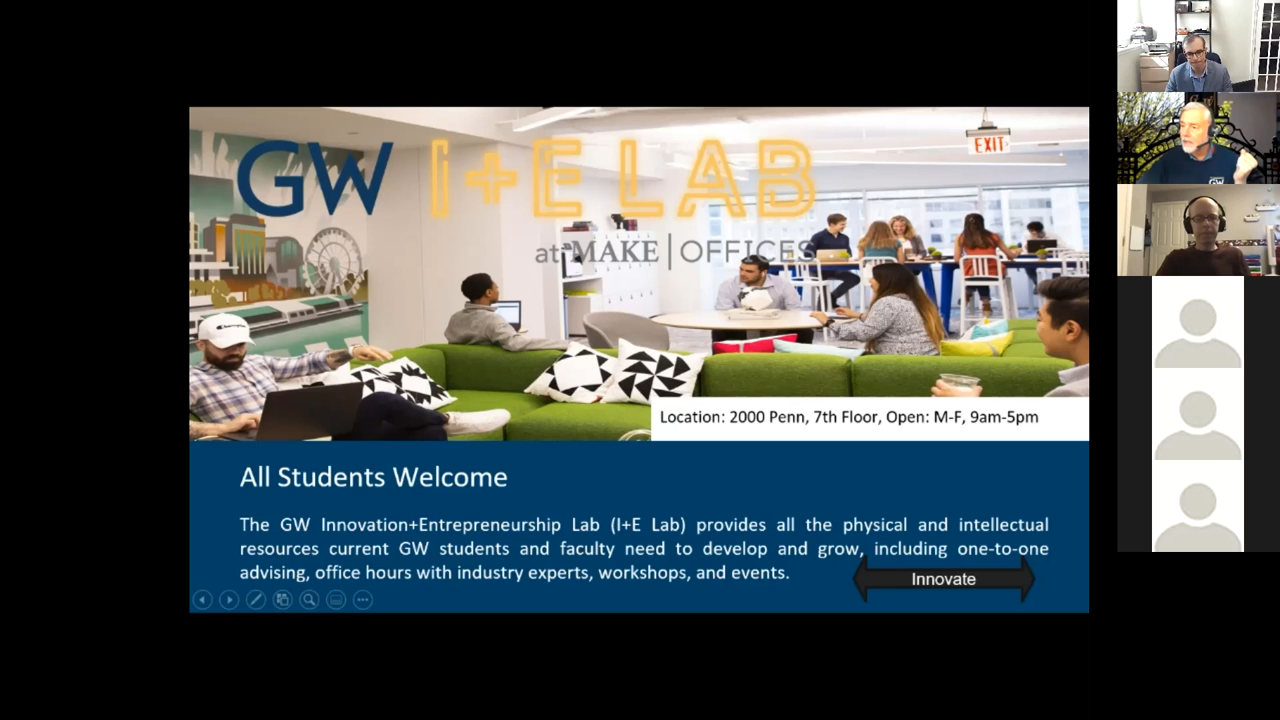 GW I+E LAB
at MAKE | OFFICES
EXIT
Location: 2000 Penn, 7th Floor, Open: M-F, 9am-5pm
All Students Welcome
The GW Innovation+Entrepreneurship Lab (I+E Lab) provides all the physical and intellectual
resources current GW students and faculty need to develop and grow, including one-to-one
advising, office hours with industry experts, workshops, and events.
Innovate